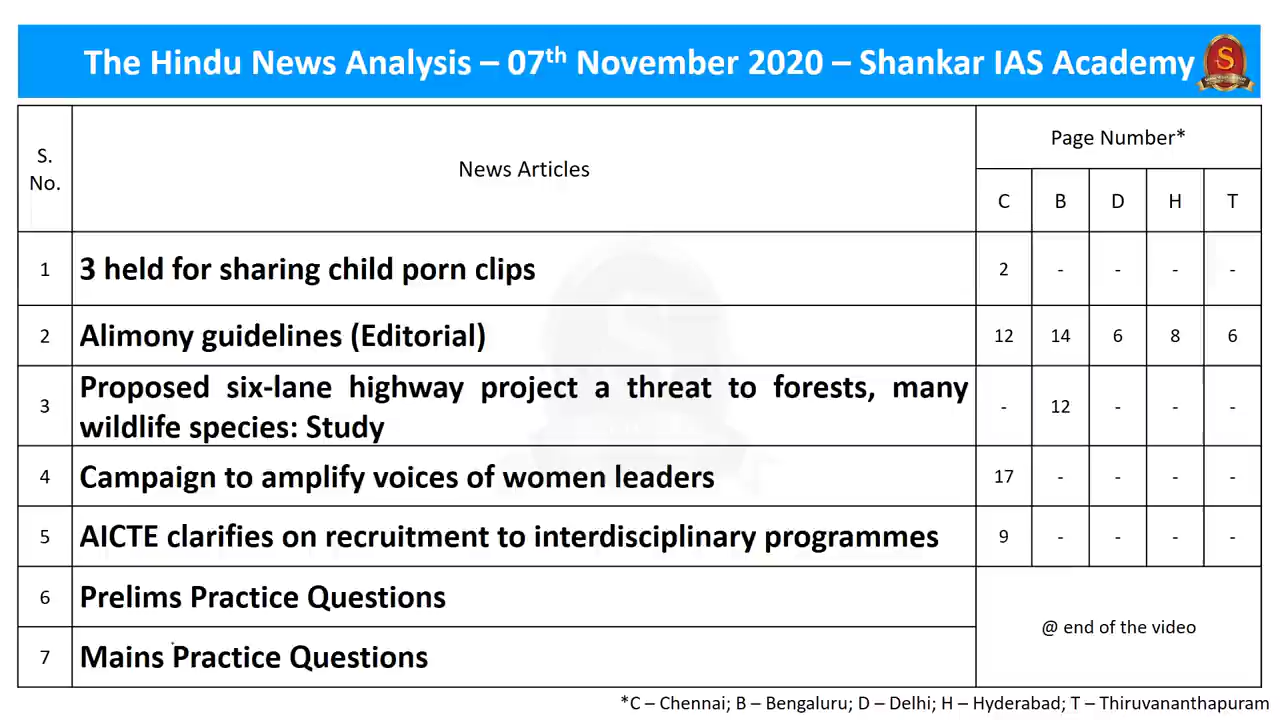 The Hindu News Analysis – 07th November 2020 – Shankar IAS Academy
S. No.
News Articles
Page Number*
C B D H T
1 3 held for sharing child porn clips 2 - - - -
2 Alimony guidelines (Editorial) 12 14 6 8 6
3 Proposed six-lane highway project a threat to forests, many
wildlife species: Study - 12 - - -
4 Campaign to amplify voices of women leaders 17 - - - -
5 AICTE clarifies on recruitment to interdisciplinary programmes 9 - - - -
6 Prelims Practice Questions
7 Mains Practice Questions
@ end of the video
*C – Chennai; B – Bengaluru; D – Delhi; H – Hyderabad; T – Thiruvananthapuram